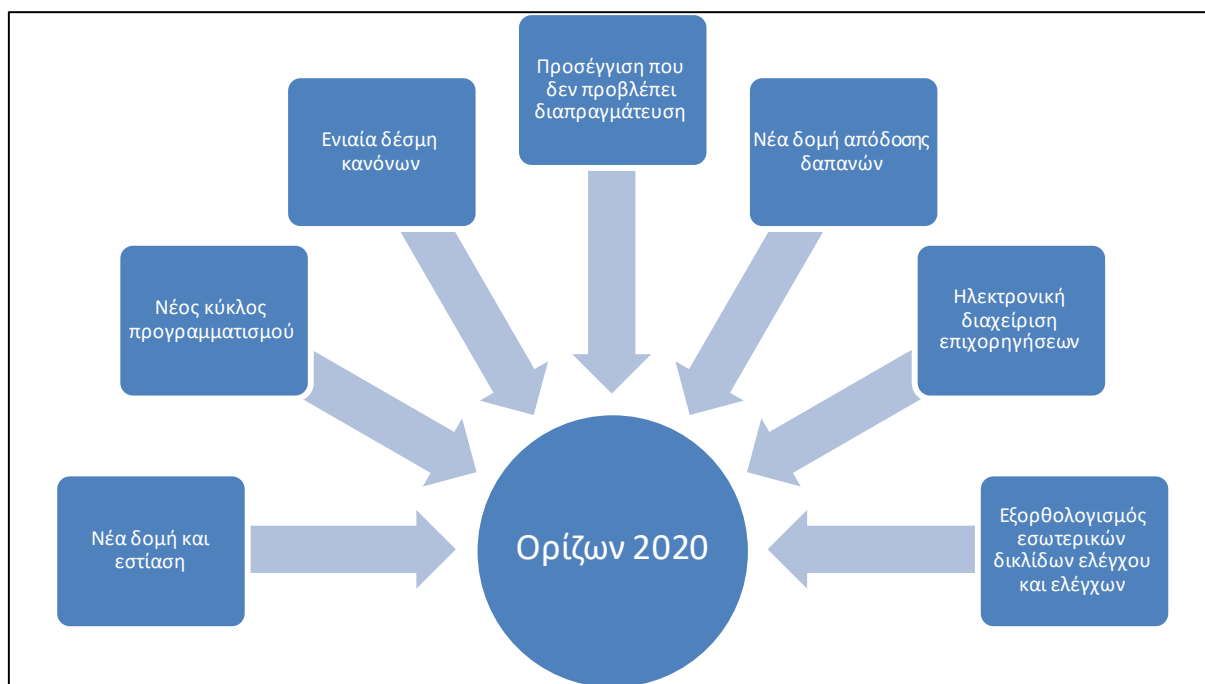 Προσέγγιση που
δεν προβλέπει
διαπραγμάτευση
Ενιαία δέσμη
κανόνων
Νέα δομή απόδοσης
δαπανών
Νέος κύκλος
προγραμματισμού
Ηλεκτρονική
διαχείριση
επιχορηγήσεων
Νέα δομή και
εστίαση
Ορίζων 2020
Εξορθολογισμός
εσωτερικών
δικλίδων ελέγχου
και ελέγχων